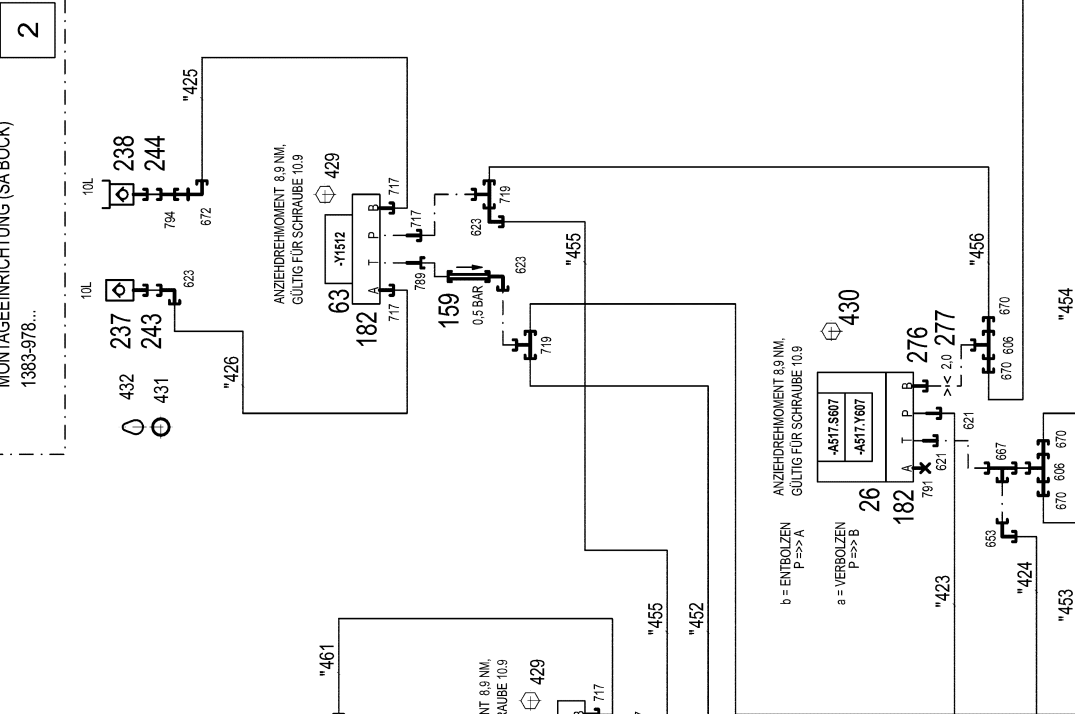 2
MONTAGEEINRICHTUNG (SA BOCK)
1383-978...
10L
238
244
794
672
"425
10L
237
243
623
432
431
"426
ANZIEHDREHMOMENT 8,9 NM,
GÜLTIG FÜR SCHRAUBE 10.9
429
-Y1512
63
182
A
T
P
B
717
717
717
789
159
0,5 BAR
623
623
719
719
"455
"456
ANZIEHDREHMOMENT 8,9 NM,
GÜLTIG FÜR SCHRAUBE 10.9
430
-A517.S607
-A517.Y607
26
182
A
T
P
B
276
277
>< 2,0
791
621
621
670
606
670
"454
667
653
670
606
670
b = ENTBOLZEN
P =>> A
a = VERBOLZEN
P =>> B
"423
"424
"453
"455
"452
"461
NT 8,9 NM,
RAUBE 10.9
429
B
717